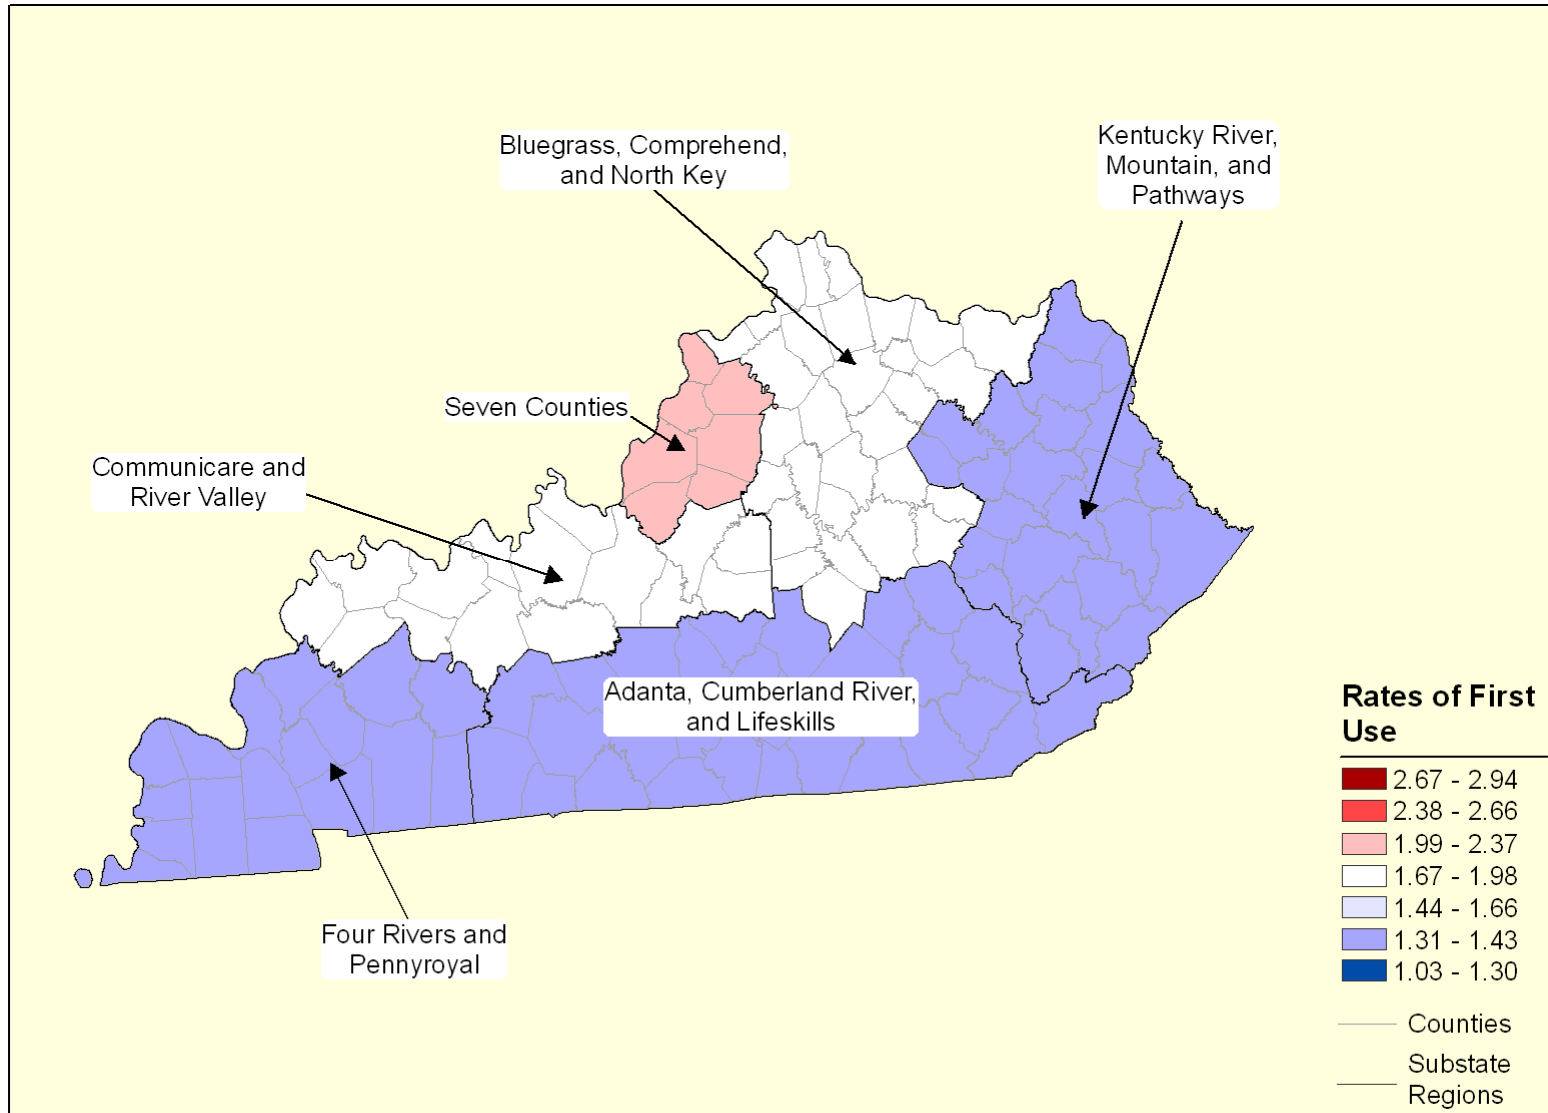 Bluegrass, Comprehend,
and North Key
Kentucky River,
Mountain, and
Pathways
Seven Counties
Communicare and
River Valley
Adanta, Cumberland River,
and Lifeskills
Four Rivers and
Pennyroyal
Rates of First
Use
2.67 - 2.94
2.38 - 2.66
1.99 - 2.37
1.67 - 1.98
1.44 - 1.66
1.31 - 1.43
1.03 - 1.30
Counties
Substate
Regions